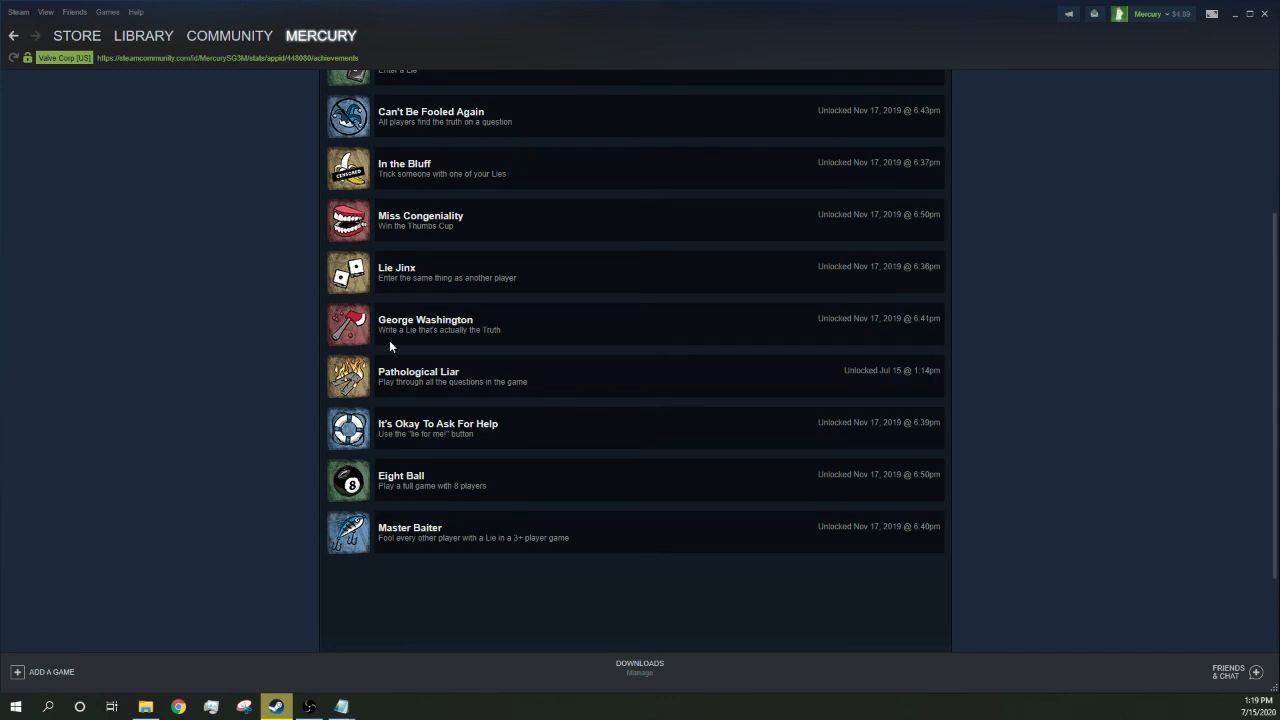 Steam View Friends Games Help
Mercury $4.89
STORE LIBRARY COMMUNITY MERCURY
Valve Corp [US] https://steamcommunity.com/id/MercurySG3M/stats/appid/448080/achievements
Enter a Lie
Can't Be Fooled Again
Unlocked Nov 17, 2019 @ 6:43pm
All players find the truth on a question
In the Bluff
Unlocked Nov 17, 2019 @ 6:37pm
Trick someone with one of your Lies
CENSORED
Miss Congeniality
Unlocked Nov 17, 2019 @ 6:50pm
Win the Thumbs Cup
Lie Jinx
Unlocked Nov 17, 2019 @ 6:36pm
Enter the same thing as another player
George Washington
Unlocked Nov 17, 2019 @ 6:41pm
Write a Lie that's actually the Truth
Pathological Liar
Unlocked Jul 15 @ 1:14pm
Play through all the questions in the game
It's Okay To Ask For Help
Unlocked Nov 17, 2019 @ 6:39pm
Use the "lie for me!" button
Eight Ball
Unlocked Nov 17, 2019 @ 6:50pm
8
Play a full game with 8 players
Master Baiter
Unlocked Nov 17, 2019 @ 6:40pm
Fool every other player with a Lie in a 3+ player game
ADD A GAME
DOWNLOADS
Manage
FRIENDS
& CHAT
1:19 PM
7/15/2020